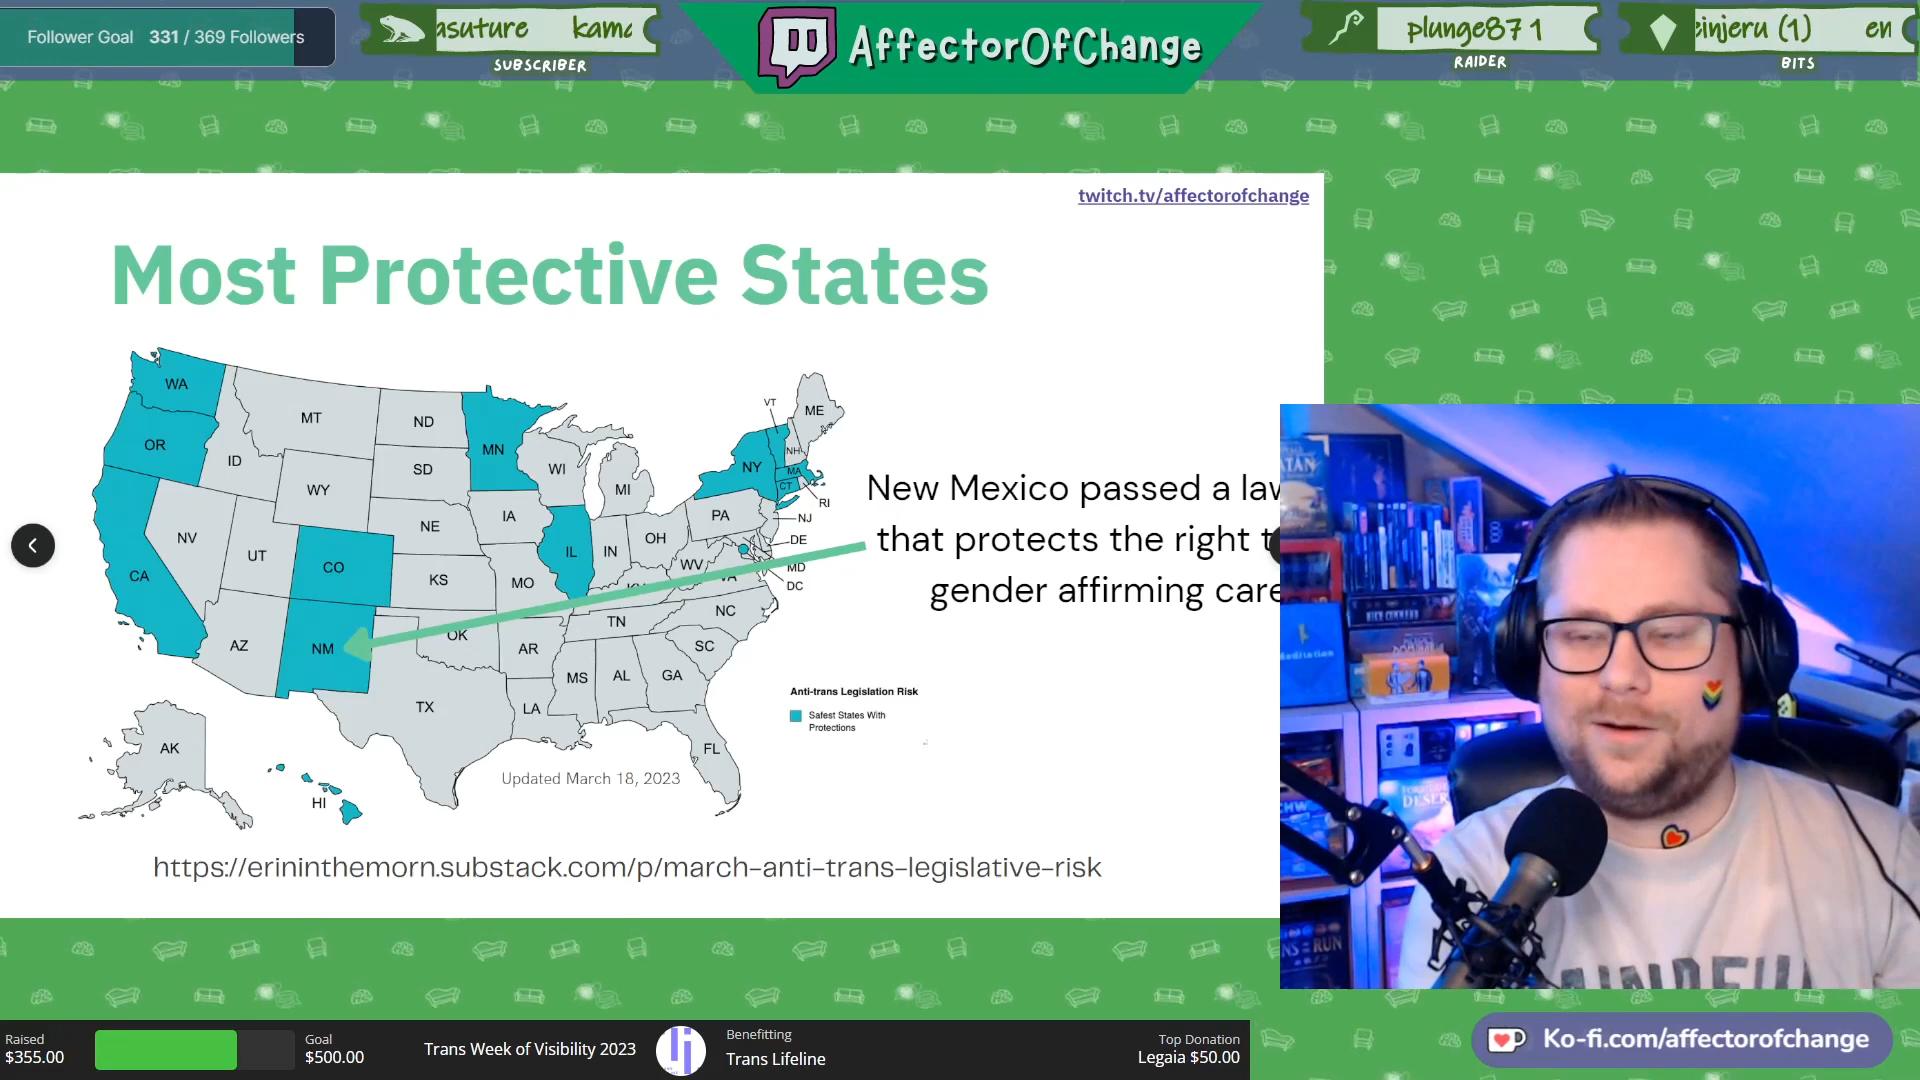 Follower Goal 331 / 369 Followers
asuture kamc
SUBSCRIBER
AffectorOfChange
plunge871
RAIDER
einjeru (1) en
BITS
twitch.tv/affectorofchange
Most Protective States
WA
OR
CA
NV
ID
MT
WY
UT
AZ
CO
NM
ND
SD
NE
KS
OK
TX
MN
IA
MO
AR
LA
WI
IL
MI
IN
OH
TN
MS
AL
GA
FL
SC
NC
WV
VA
PA
NY
VT
NH
ME
MA
CT
RI
NJ
DE
MD
DC
AK
HI
New Mexico passed a law
that protects the right t
gender affirming care
Anti-trans Legislation Risk
Safest States With
Protections
Updated March 18, 2023
https://erininthemorn.substack.com/p/march-anti-trans-legislative-risk
Meditation
DESER
Raised
$355.00
Goal
$500.00
Trans Week of Visibility 2023
Benefitting
Trans Lifeline
Top Donation
Legaia $50.00
Ko-fi.com/affectorofchange